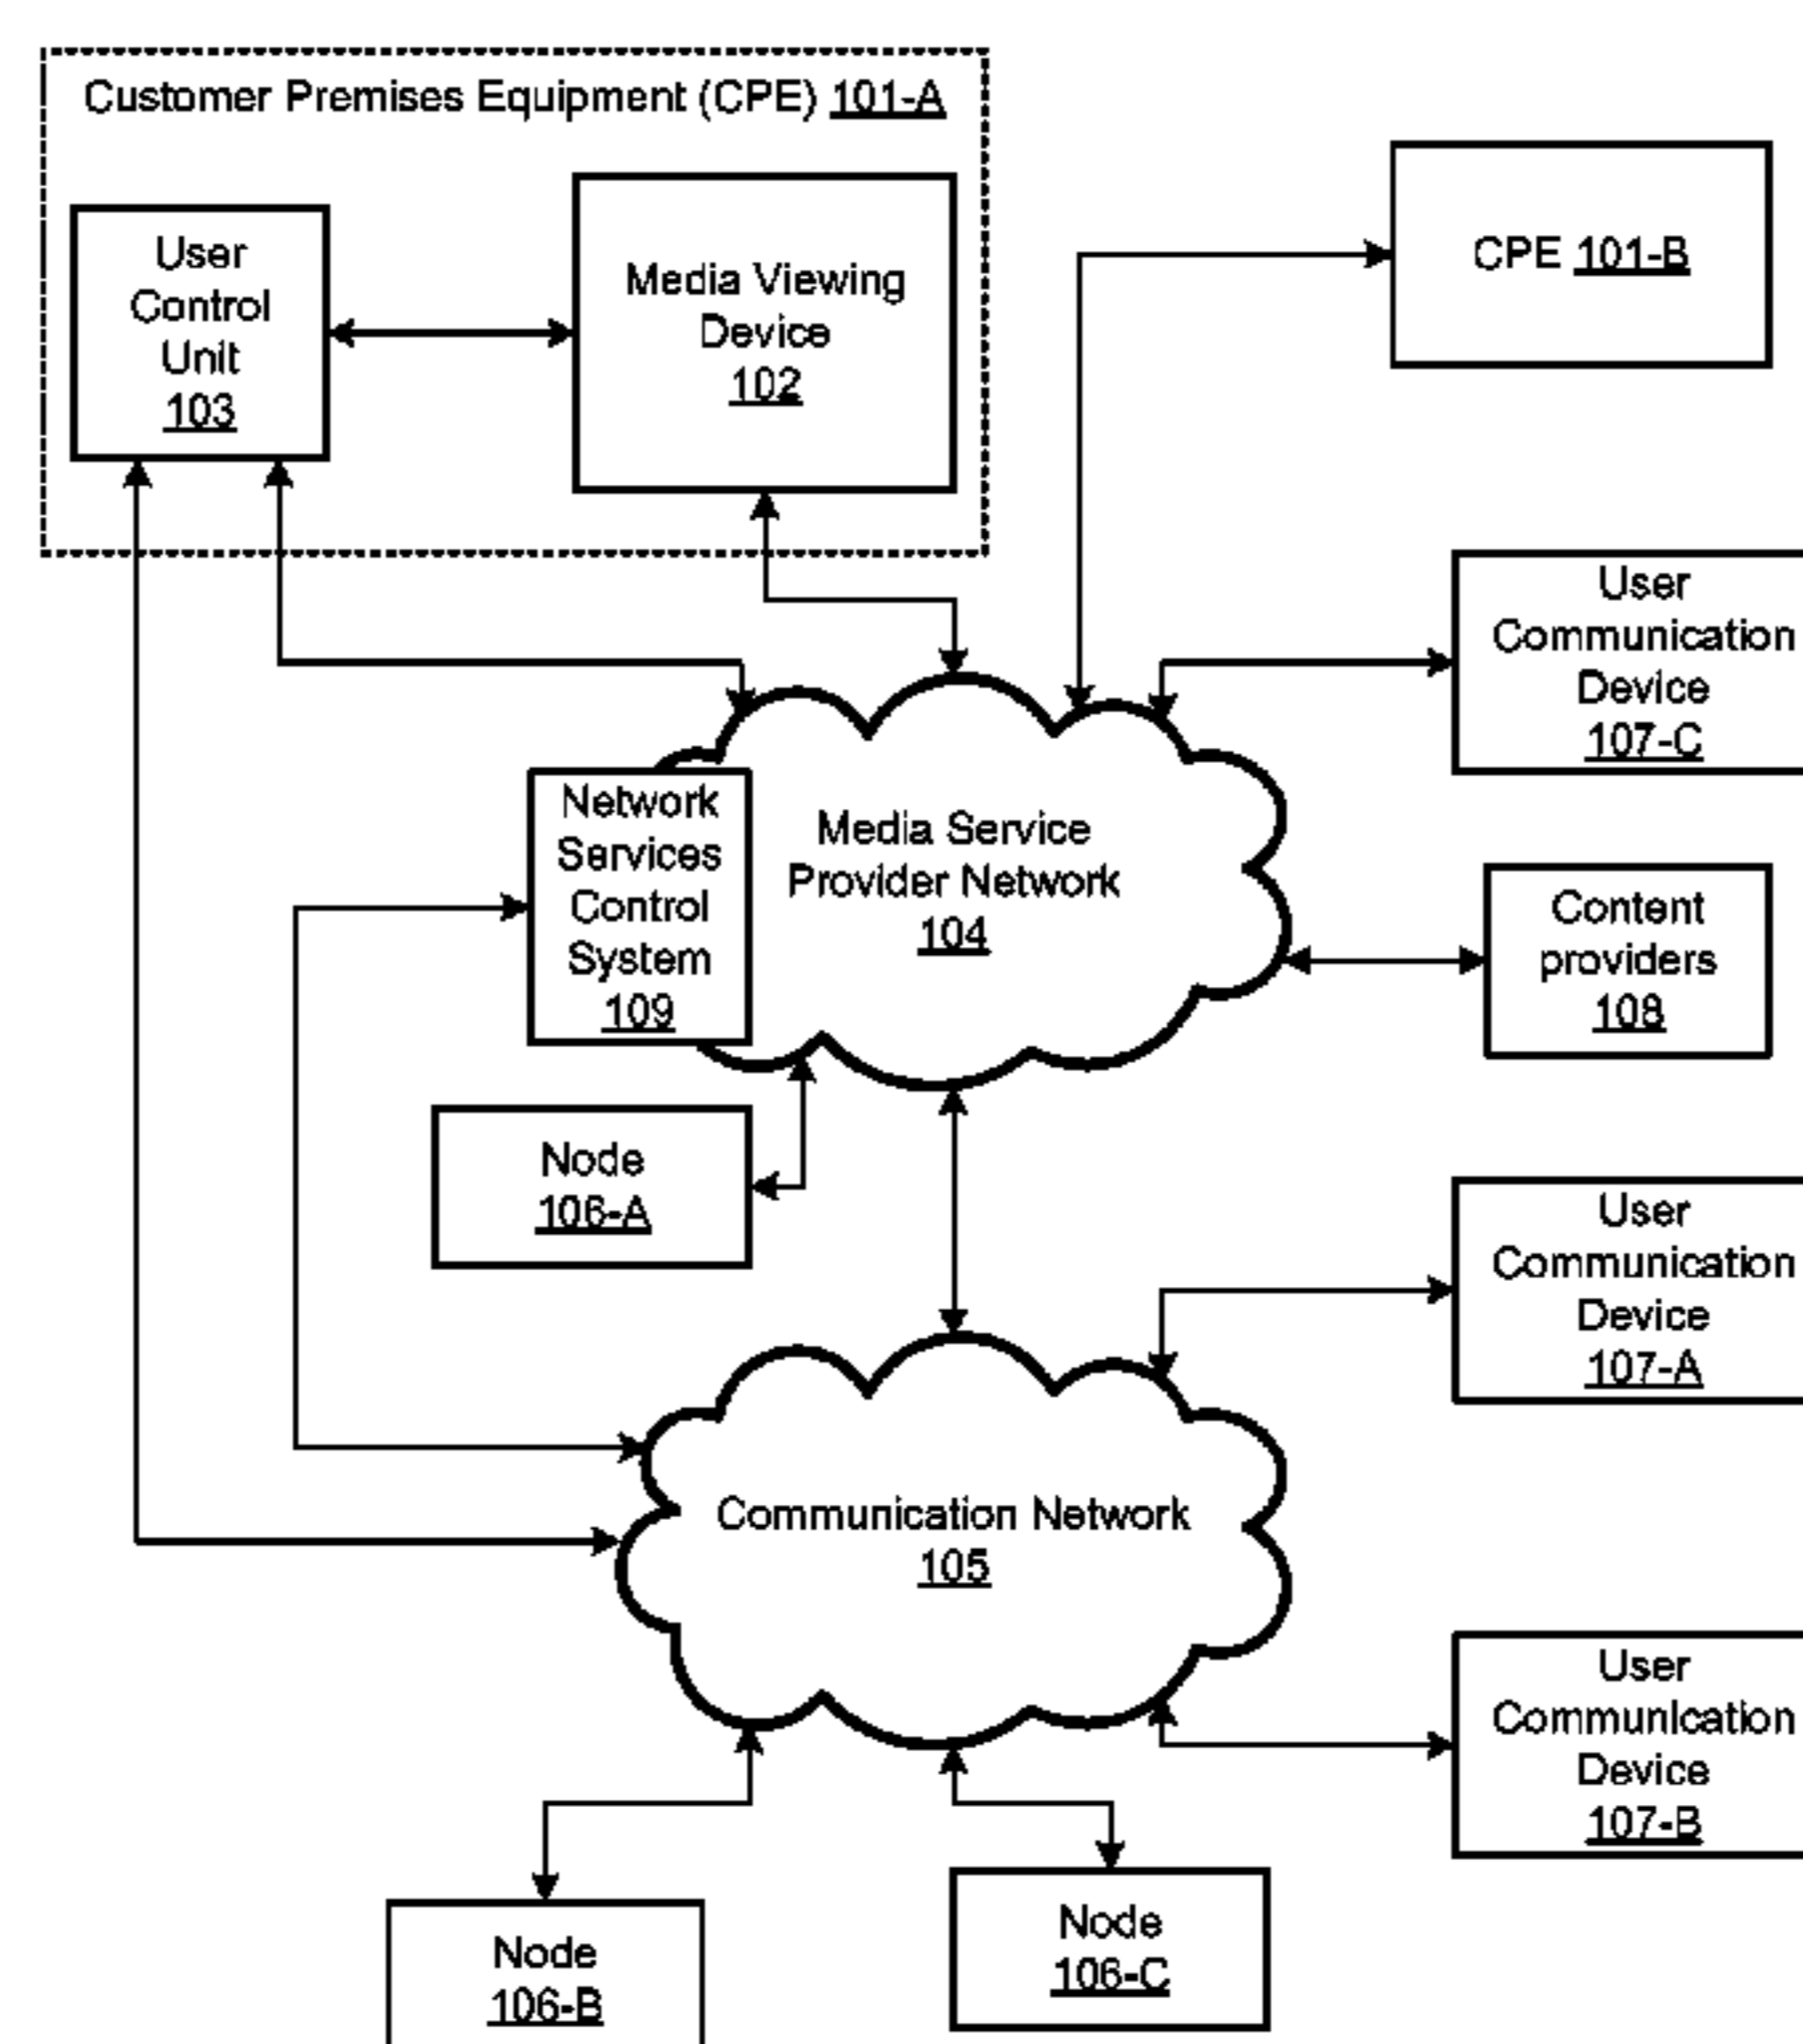 Customer Premises Equipment (CPE) 101-A
User
Control
Unit
103
Media Viewing
Device
102
CPE 101-B
User
Communication
Device
107-C
Network
Services
Control
System
109
Media Service
Provider Network
104
Content
providers
108
Node
106-A
User
Communication
Device
107-A
Communication Network
105
User
Communication
Device
107-B
Node
106-B
Node
106-C